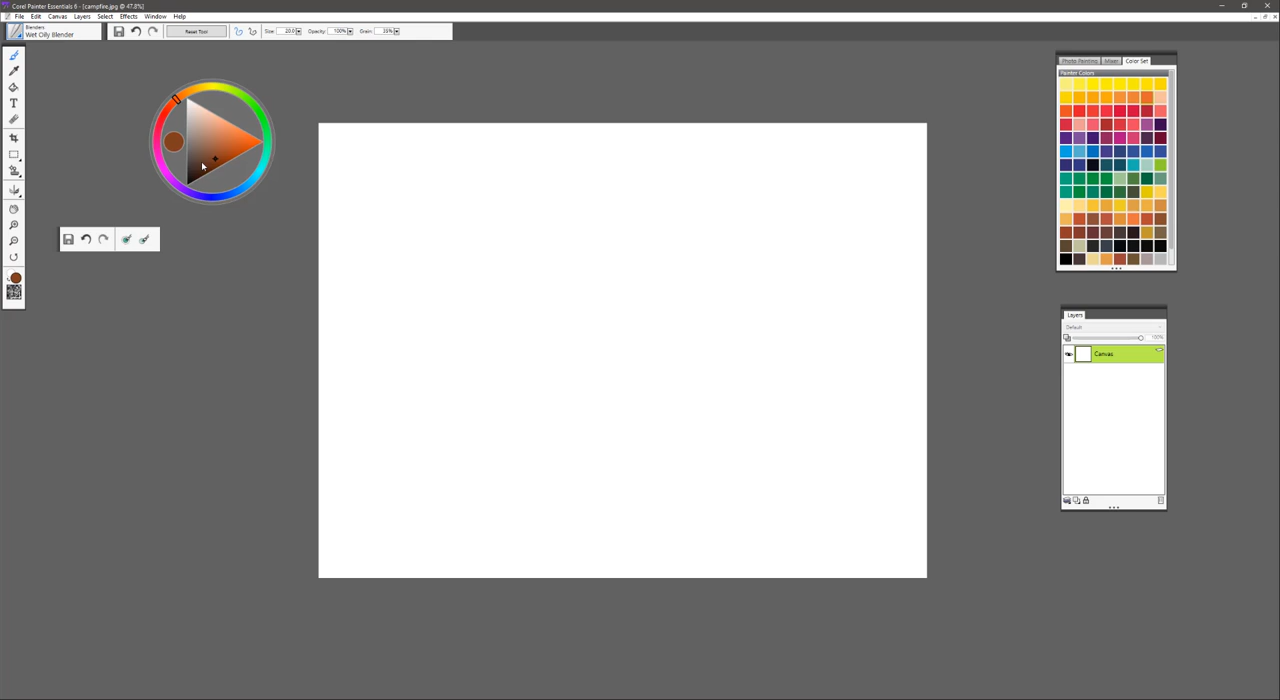 Corel Painter Essentials 6 - [campfire.jpg @ 47.8%]
File Edit Canvas Layers Select Effects Window Help
Blenders
Wet Oily Blender
Reset Tool
Size: 20.0
Opacity: 100%
Grain: 35%
Photo Painting Mixer Color Set
Painter Colors
Layers
Default
100%
Canvas